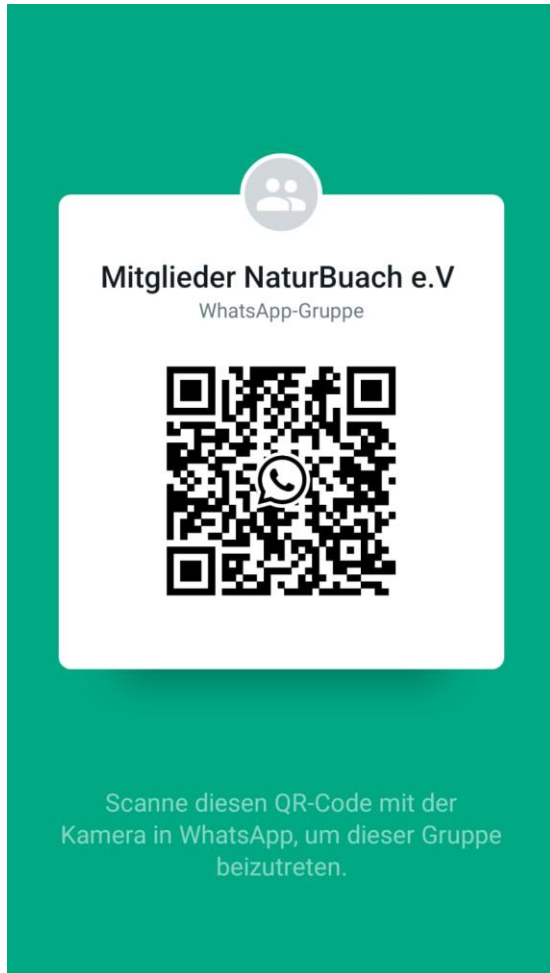 Mitglieder NaturBuach e.V
WhatsApp-Gruppe
Scanne diesen QR-Code mit der
Kamera in WhatsApp, um dieser Gruppe
beizutreten.